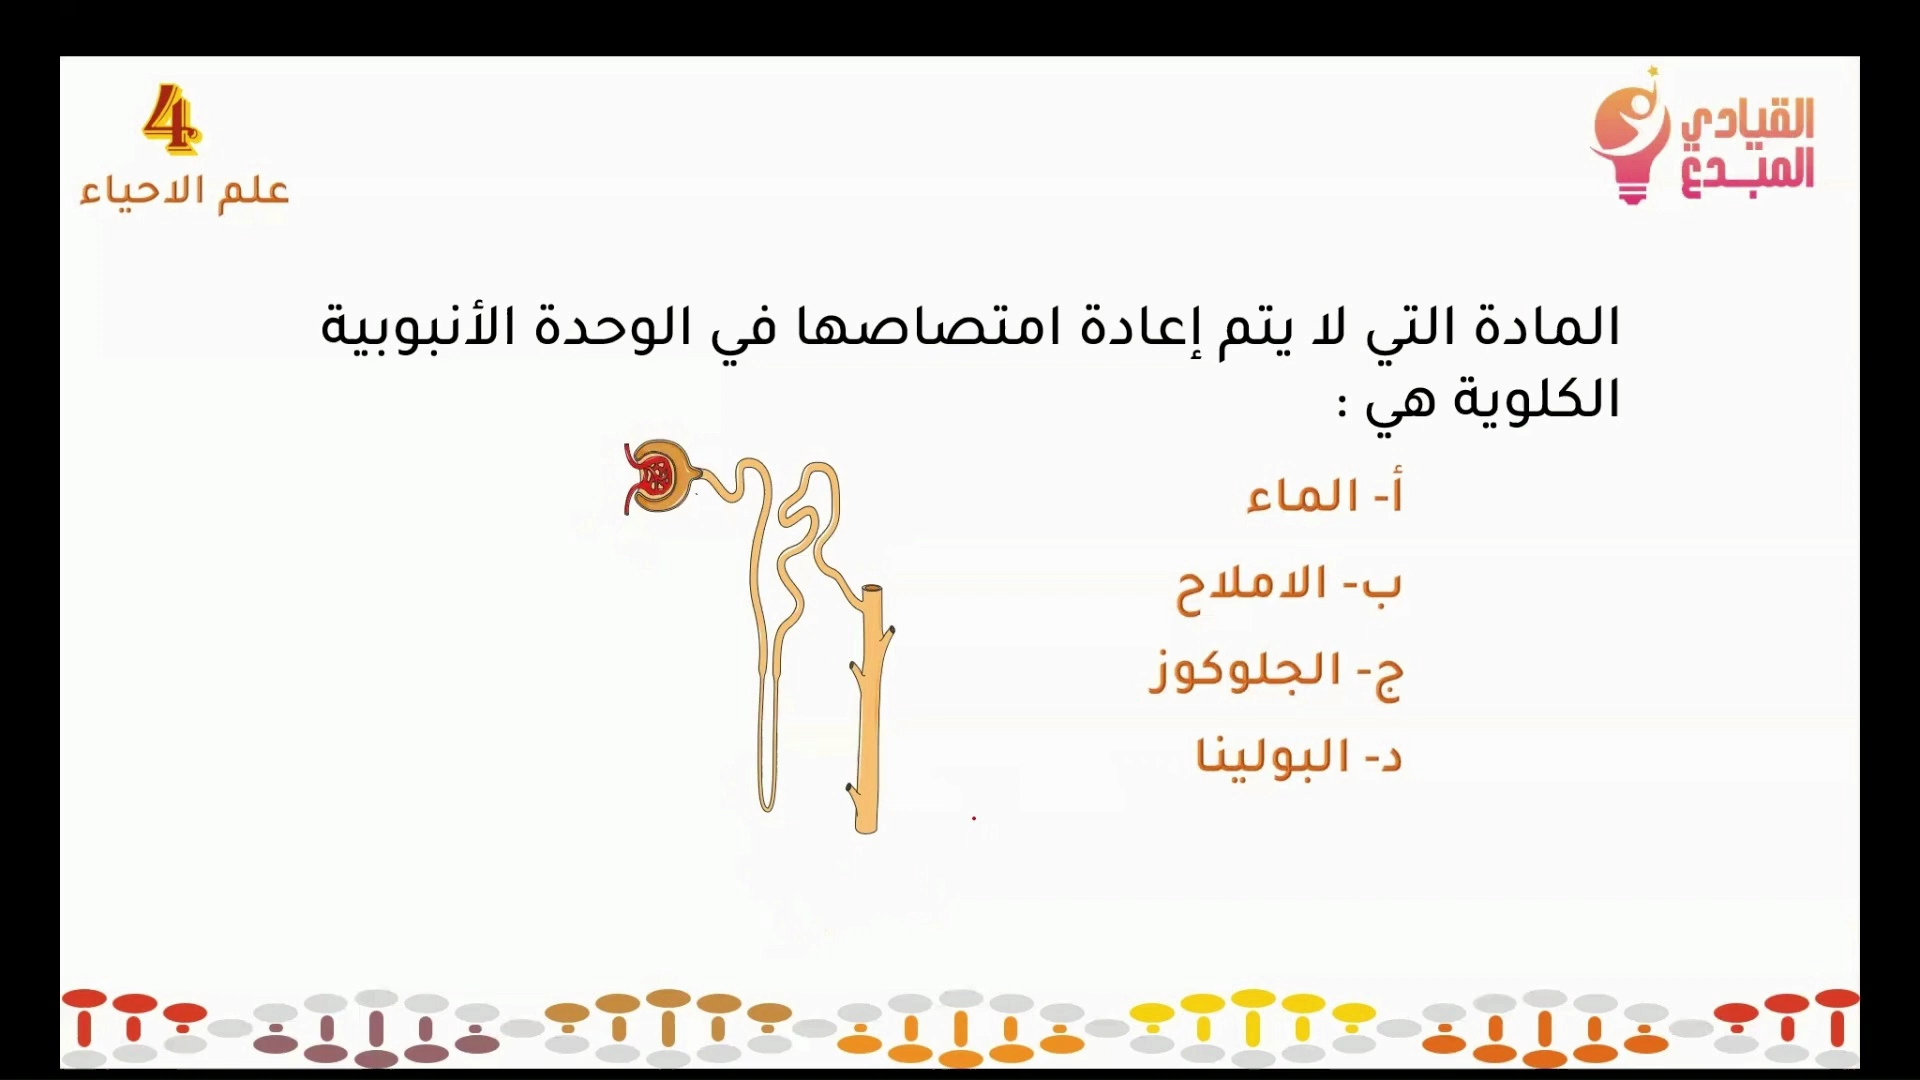 القيادي
المبدع
4
علم الاحياء
المادة التي لا يتم إعادة امتصاصها في الوحدة الأنبوبية
الكلوية هي :
أ- الماء
ب- الاملاح
ج- الجلوكوز
د- البولينا